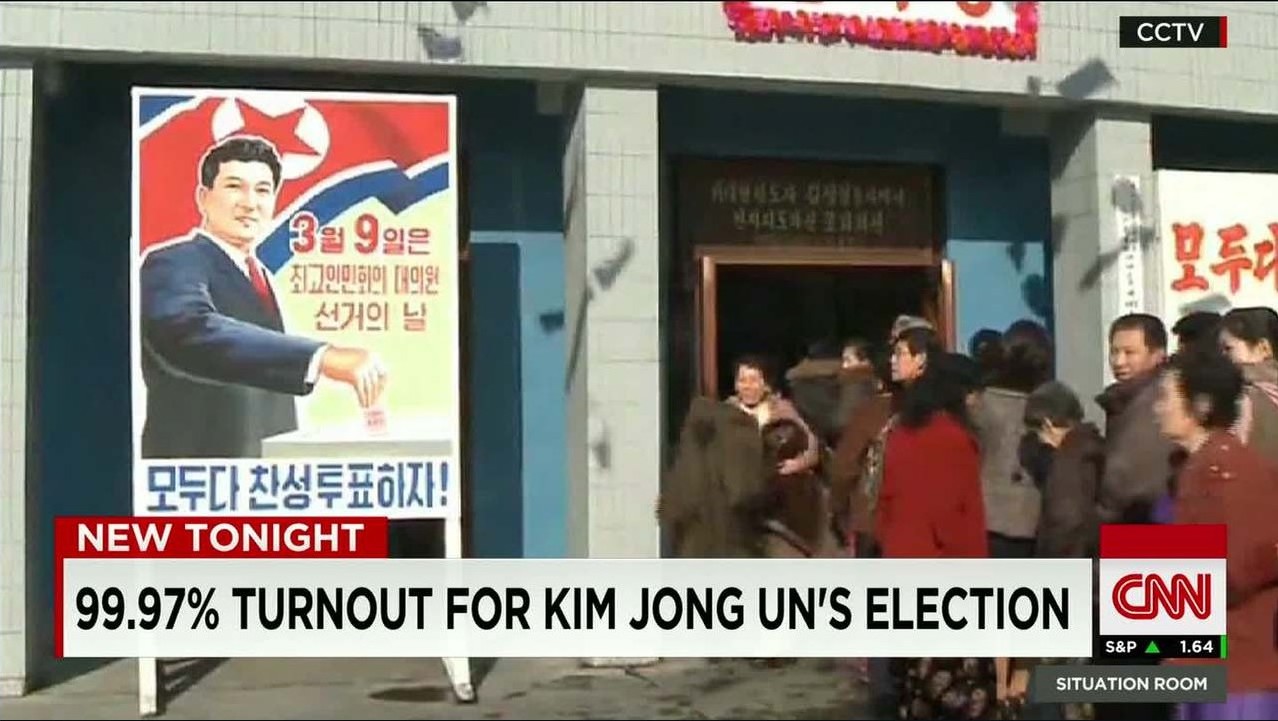 CCTV
3월 9일은
최고인민회의 대의원
선거의 날
모두다 찬성투표하자!
모두다
NEW TONIGHT
99.97% TURNOUT FOR KIM JONG UN'S ELECTION
CNN
S&P ▲ 1.64
SITUATION ROOM